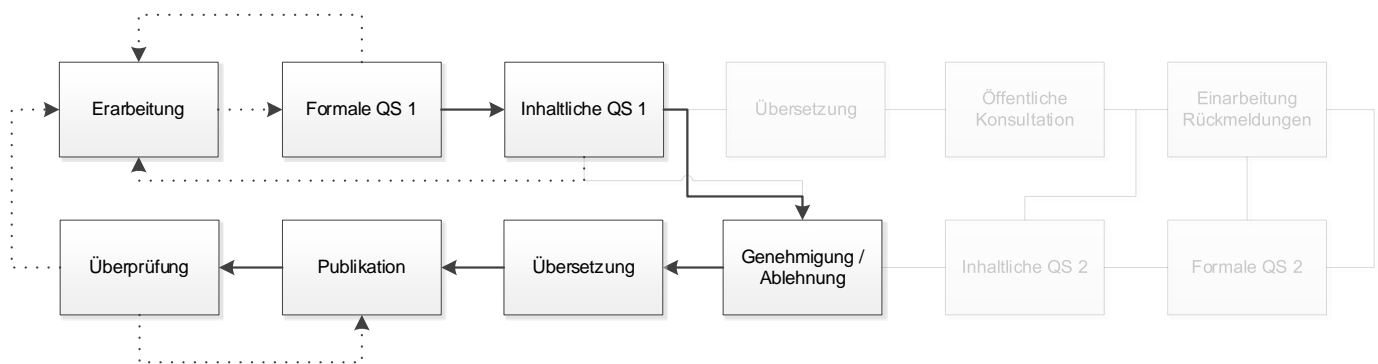 Erarbeitung
Formale QS 1
Inhaltliche QS 1
Übersetzung
Öffentliche
Konsultation
Einarbeitung
Rückmeldungen
Überprüfung
Publikation
Übersetzung
Genehmigung /
Ablehnung
Inhaltliche QS 2
Formale QS 2